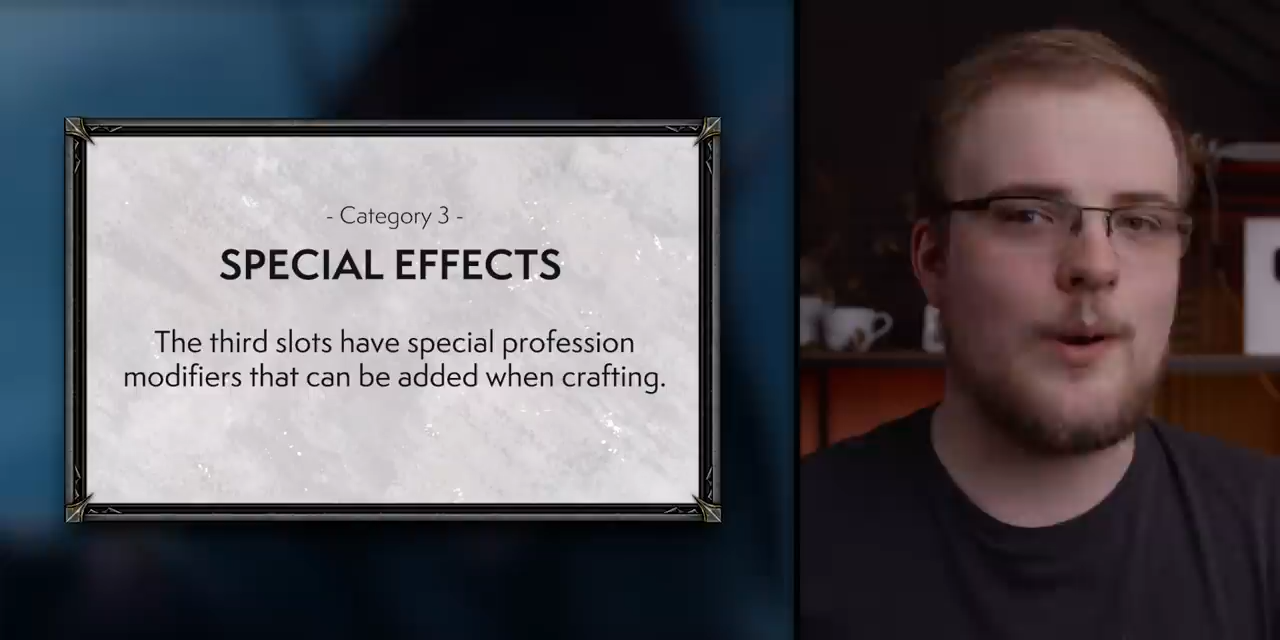 - Category 3 -
SPECIAL EFFECTS
The third slots have special profession
modifiers that can be added when crafting.